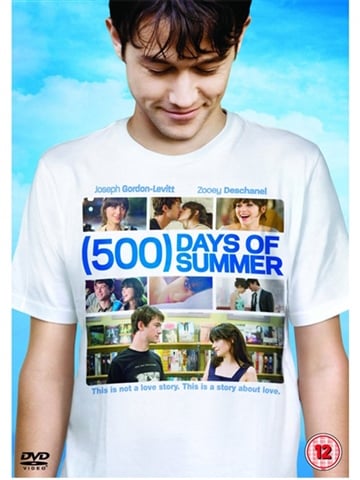 Joseph Gordon-Levitt Zooey Deschanel
(500) DAYS OF
SUMMER
This is not a love story. This is a story about love.
DVD
VIDEO
12